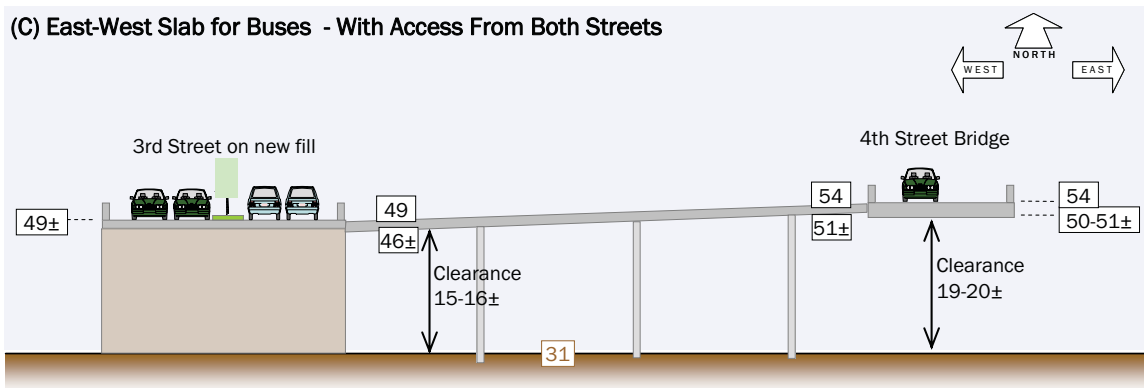 (C) East-West Slab for Buses - With Access From Both Streets
NORTH
WEST
EAST
3rd Street on new fill
4th Street Bridge
49±
49
46±
54
51±
54
50-51±
Clearance
15-16±
Clearance
19-20±
31